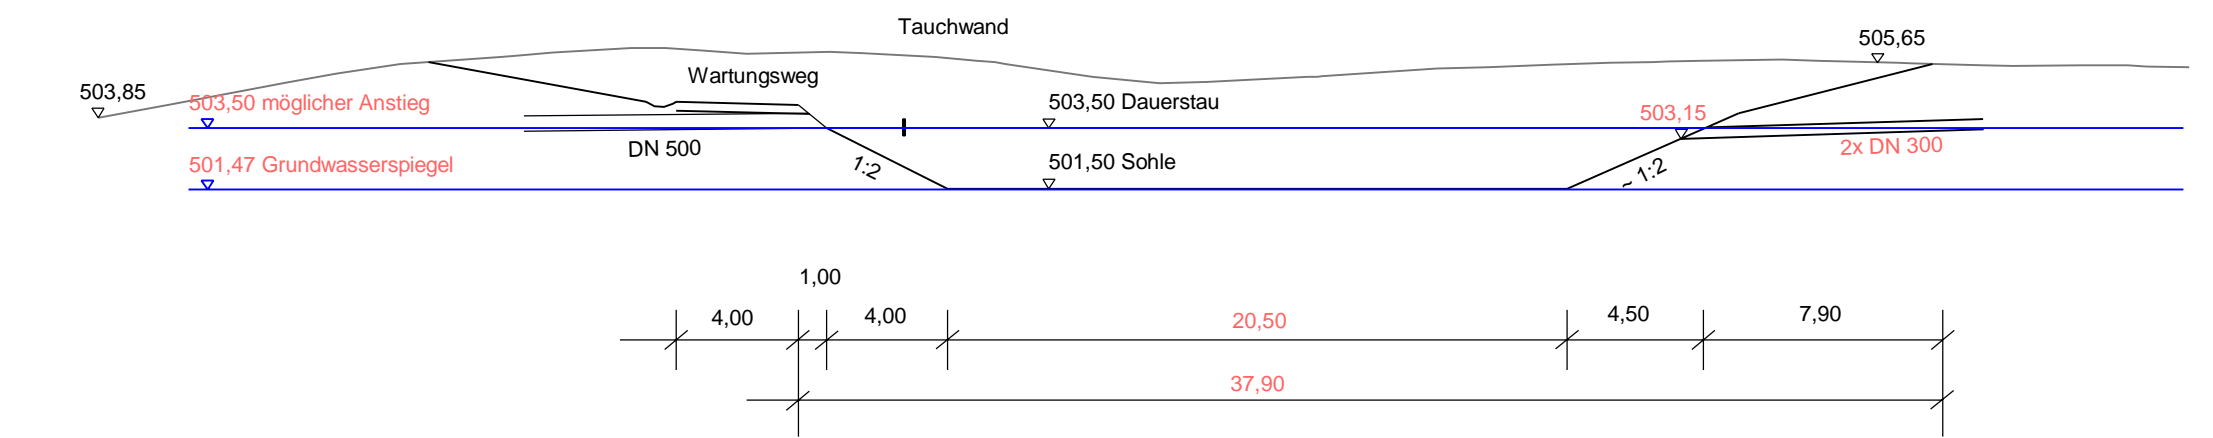 Tauchwand
505,65
Wartungsweg
503,85
503,50 möglicher Anstieg
503,50 Dauerstau
503,15
DN 500
2x DN 300
501,47 Grundwasserspiegel
1:2
501,50 Sohle
~ 1:2
1,00
4,00
4,00
20,50
4,50
7,90
37,90